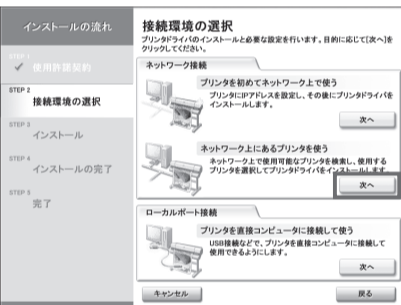 インストールの流れ
STEP 1
使用許諾契約
STEP 2
接続環境の選択
STEP 3
インストール
STEP 4
インストールの完了
STEP 5
完了
接続環境の選択
プリンタドライバのインストールと必要な設定を行います。目的に応じて[次へ]を
クリックしてください。
ネットワーク接続
プリンタを初めてネットワーク上で使う
プリンタにIPアドレスを設定し、その後にプリンタドライバを
インストールします。
次へ
ネットワーク上にあるプリンタを使う
ネットワーク上で使用可能なプリンタを検索し、使用する
プリンタを選択してプリンタドライバをインストールします。
次へ
ローカルポート接続
プリンタを直接コンピュータに接続して使う
USB接続などで、プリンタを直接コンピュータに接続して
使用できるようにします。
次へ
キャンセル
戻る